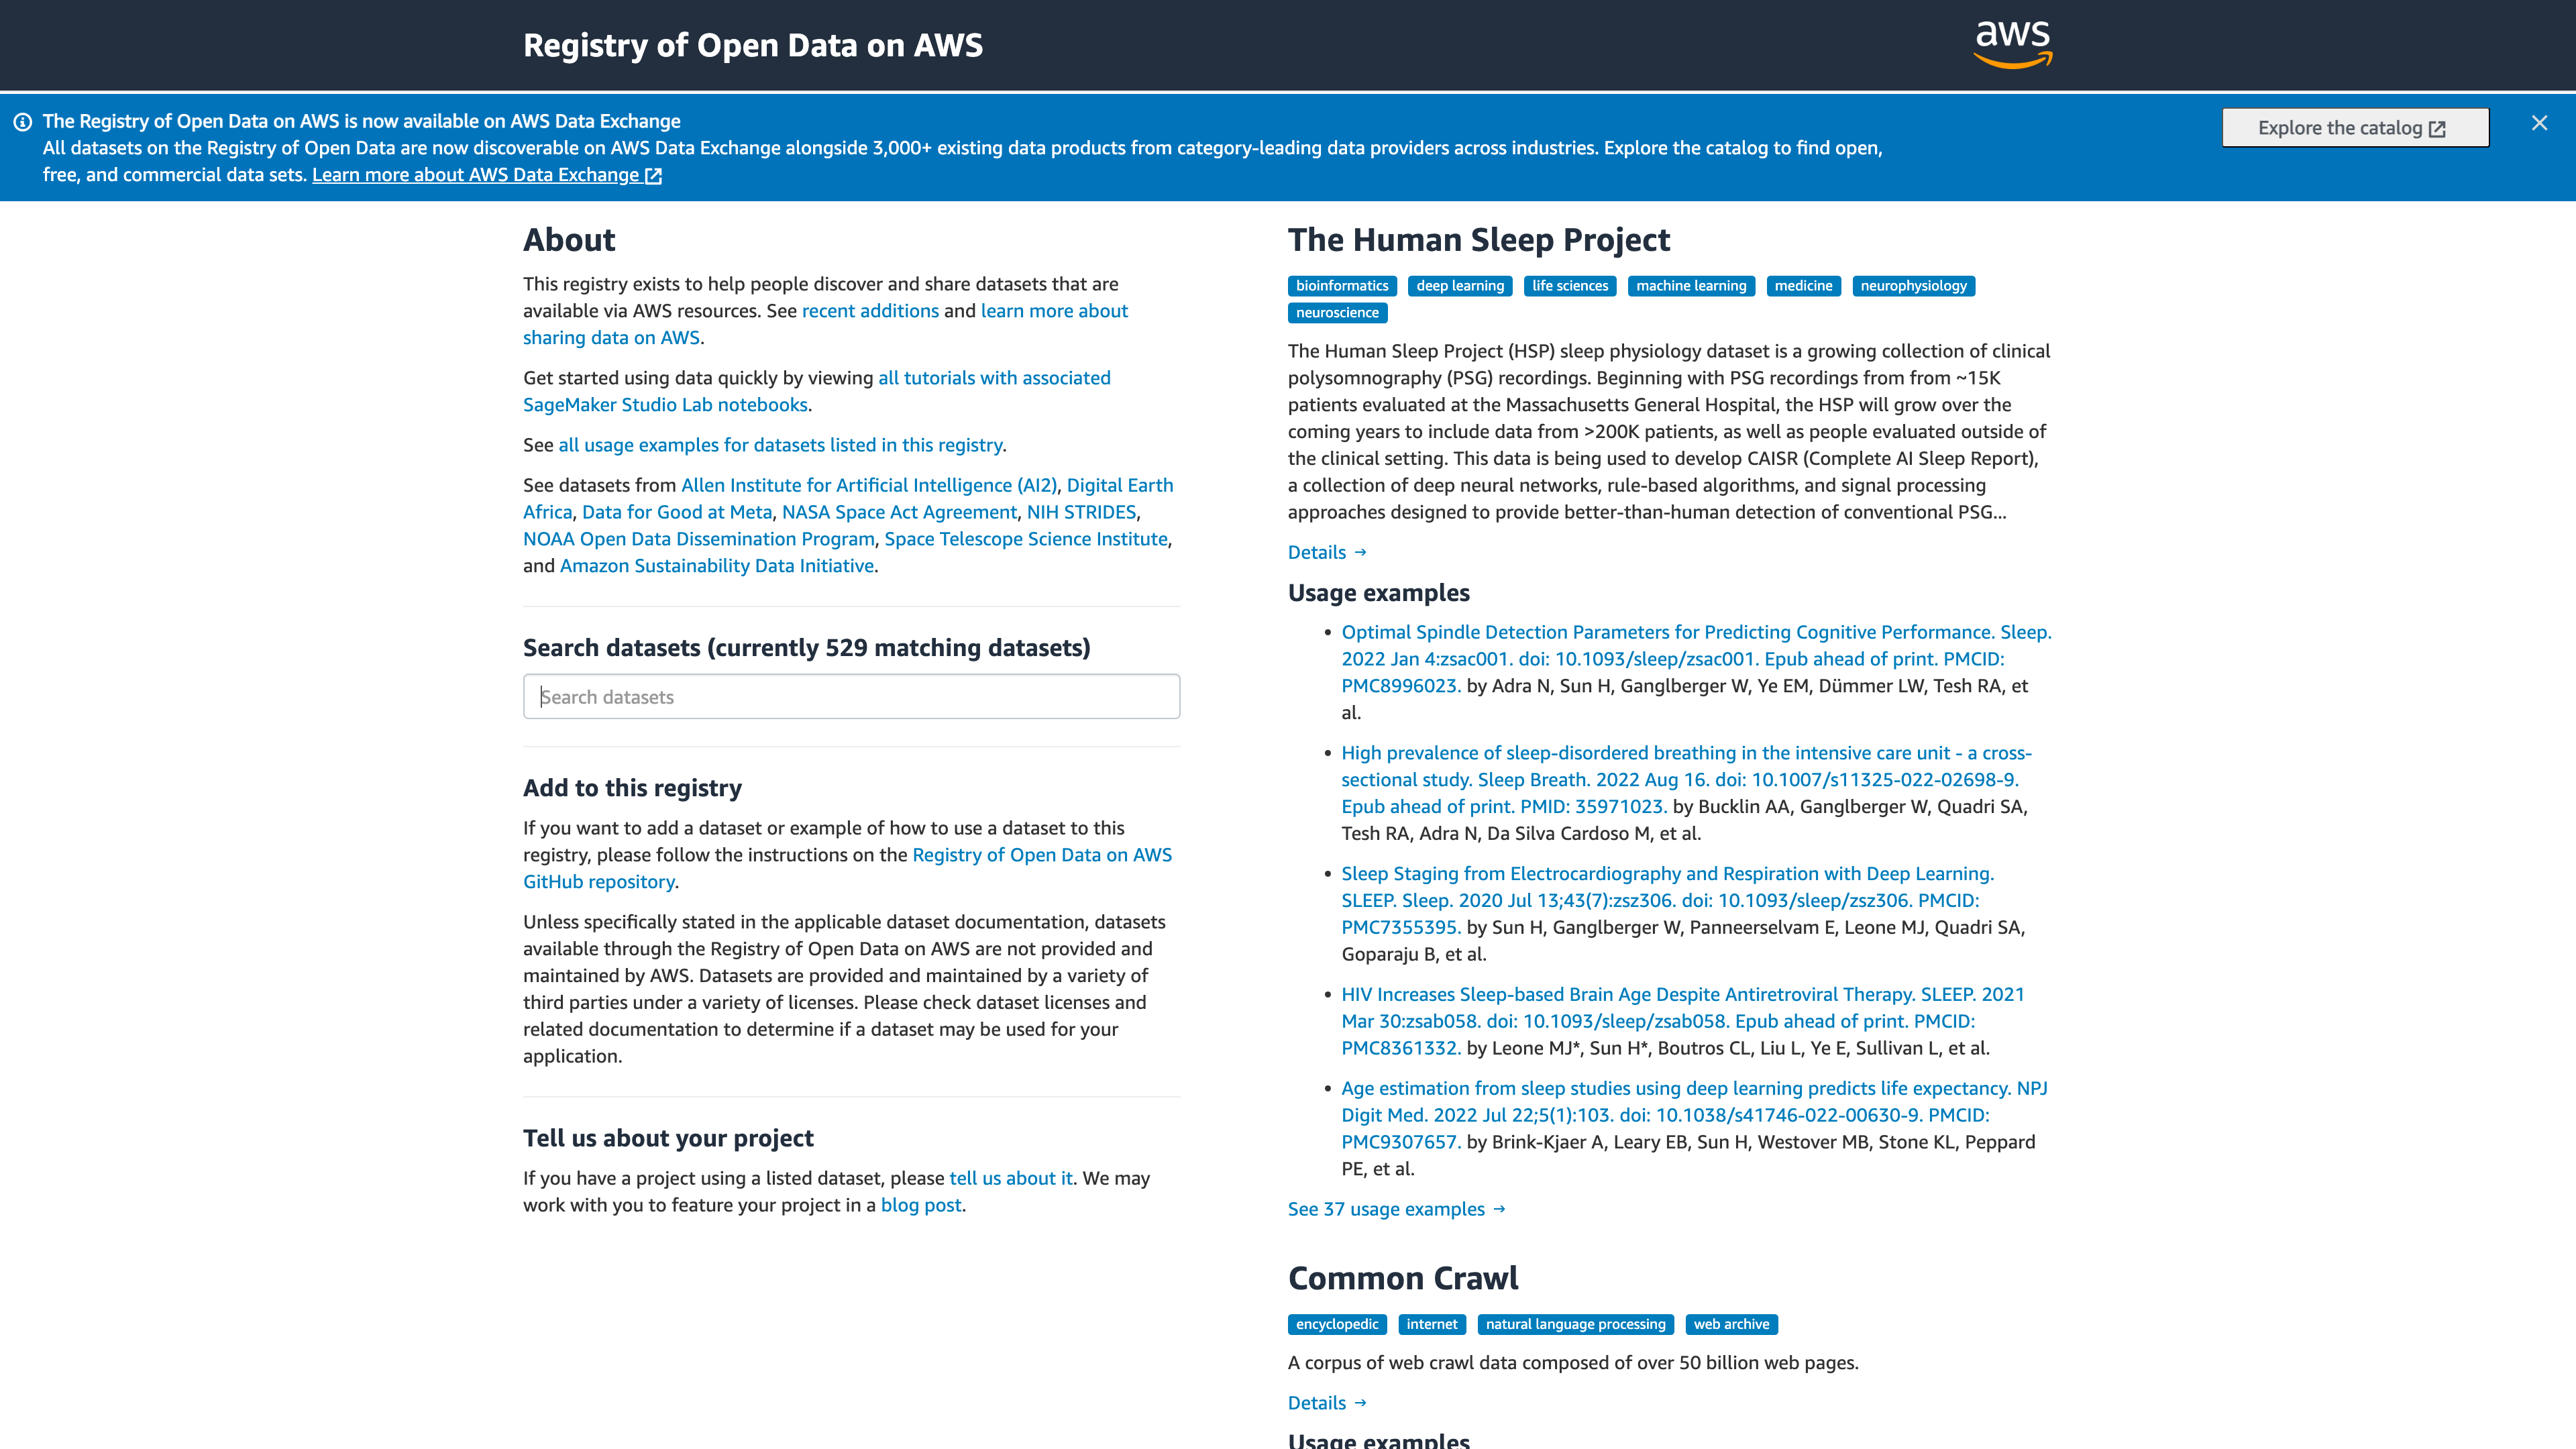 Registry of Open Data on AWS
aws
The Registry of Open Data on AWS is now available on AWS Data Exchange
All datasets on the Registry of Open Data are now discoverable on AWS Data Exchange alongside 3,000+ existing data products from category-leading data providers across industries. Explore the catalog to find open,
free, and commercial data sets. Learn more about AWS Data Exchange
Explore the catalog
About
This registry exists to help people discover and share datasets that are
available via AWS resources. See recent additions and learn more about
sharing data on AWS.
Get started using data quickly by viewing all tutorials with associated
SageMaker Studio Lab notebooks.
See all usage examples for datasets listed in this registry.
See datasets from Allen Institute for Artificial Intelligence (AI2), Digital Earth
Africa, Data for Good at Meta, NASA Space Act Agreement, NIH STRIDES,
NOAA Open Data Dissemination Program, Space Telescope Science Institute,
and Amazon Sustainability Data Initiative.
Search datasets (currently 529 matching datasets)
Search datasets
Add to this registry
If you want to add a dataset or example of how to use a dataset to this
registry, please follow the instructions on the Registry of Open Data on AWS
GitHub repository.
Unless specifically stated in the applicable dataset documentation, datasets
available through the Registry of Open Data on AWS are not provided and
maintained by AWS. Datasets are provided and maintained by a variety of
third parties under a variety of licenses. Please check dataset licenses and
related documentation to determine if a dataset may be used for your
application.
Tell us about your project
If you have a project using a listed dataset, please tell us about it. We may
work with you to feature your project in a blog post.
The Human Sleep Project
bioinformatics deep learning life sciences machine learning medicine neurophysiology
neuroscience
The Human Sleep Project (HSP) sleep physiology dataset is a growing collection of clinical
polysomnography (PSG) recordings. Beginning with PSG recordings from from ~15K
patients evaluated at the Massachusetts General Hospital, the HSP will grow over the
coming years to include data from >200K patients, as well as people evaluated outside of
the clinical setting. This data is being used to develop CAISR (Complete AI Sleep Report),
a collection of deep neural networks, rule-based algorithms, and signal processing
approaches designed to provide better-than-human detection of conventional PSG...
Details →
Usage examples
• Optimal Spindle Detection Parameters for Predicting Cognitive Performance. Sleep.
2022 Jan 4:zsac001. doi: 10.1093/sleep/zsac001. Epub ahead of print. PMCID:
PMC8996023. by Adra N, Sun H, Ganglberger W, Ye EM, Dümmer LW, Tesh RA, et
al.
• High prevalence of sleep-disordered breathing in the intensive care unit - a cross-
sectional study. Sleep Breath. 2022 Aug 16. doi: 10.1007/s11325-022-02698-9.
Epub ahead of print. PMID: 35971023. by Bucklin AA, Ganglberger W, Quadri SA,
Tesh RA, Adra N, Da Silva Cardoso M, et al.
• Sleep Staging from Electrocardiography and Respiration with Deep Learning.
SLEEP. Sleep. 2020 Jul 13;43(7):zsz306. doi: 10.1093/sleep/zsz306. PMCID:
PMC7355395. by Sun H, Ganglberger W, Panneerselvam E, Leone MJ, Quadri SA,
Goparaju B, et al.
• HIV Increases Sleep-based Brain Age Despite Antiretroviral Therapy. SLEEP. 2021
Mar 30:zsab058. doi: 10.1093/sleep/zsab058. Epub ahead of print. PMCID:
PMC8361332. by Leone MJ*, Sun H*, Boutros CL, Liu L, Ye E, Sullivan L, et al.
• Age estimation from sleep studies using deep learning predicts life expectancy. NPJ
Digit Med. 2022 Jul 22;5(1):103. doi: 10.1038/s41746-022-00630-9. PMCID:
PMC9307657. by Brink-Kjaer A, Leary EB, Sun H, Westover MB, Stone KL, Peppard
PE, et al.
See 37 usage examples →
Common Crawl
encyclopedic internet natural language processing web archive
A corpus of web crawl data composed of over 50 billion web pages.
Details →
Usage examples